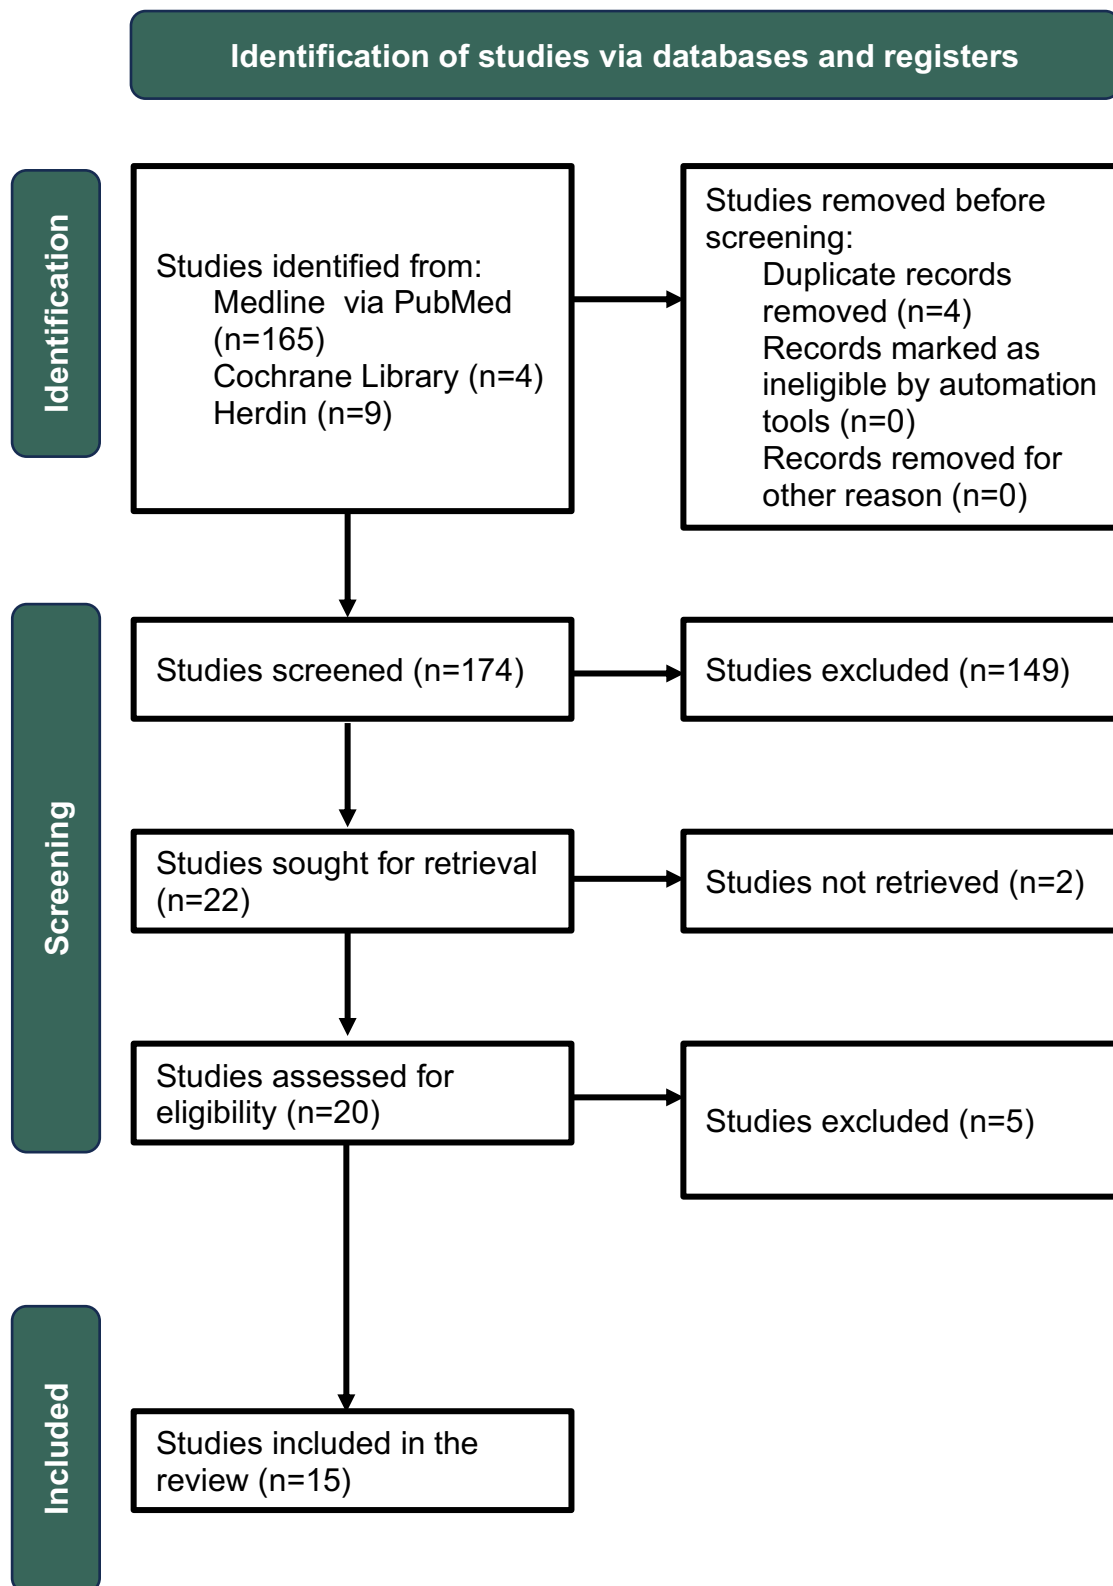 Identification of studies via databases and registers
Identification
Studies identified from:
Medline via PubMed
(n=165)
Cochrane Library (n=4)
Herdin (n=9)
Studies removed before
screening:
Duplicate records
removed (n=4)
Records marked as
ineligible by automation
tools (n=0)
Records removed for
other reason (n=0)
Screening
Studies screened (n=174)
Studies excluded (n=149)
Studies sought for retrieval
(n=22)
Studies not retrieved (n=2)
Studies assessed for
eligibility (n=20)
Studies excluded (n=5)
Included
Studies included in the
review (n=15)